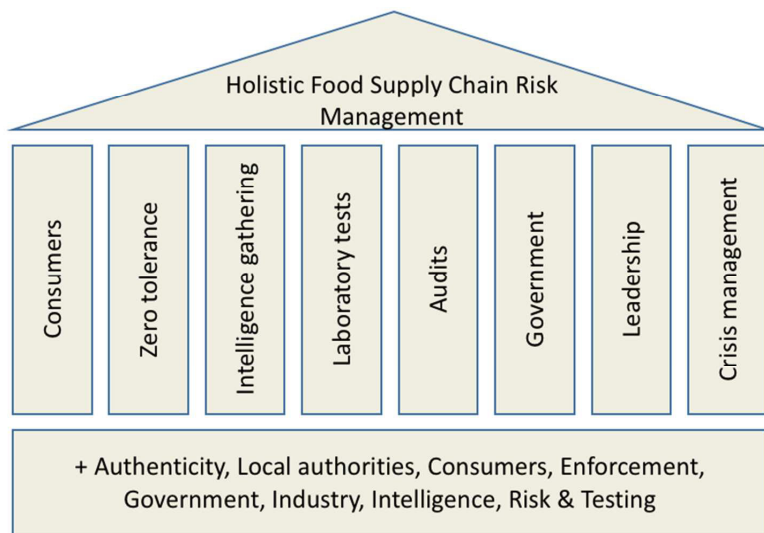 Holistic Food Supply Chain Risk
Management
Consumers
Zero tolerance
Intelligence gathering
Laboratory tests
Audits
Government
Leadership
Crisis management
+ Authenticity, Local authorities, Consumers, Enforcement,
Government, Industry, Intelligence, Risk & Testing